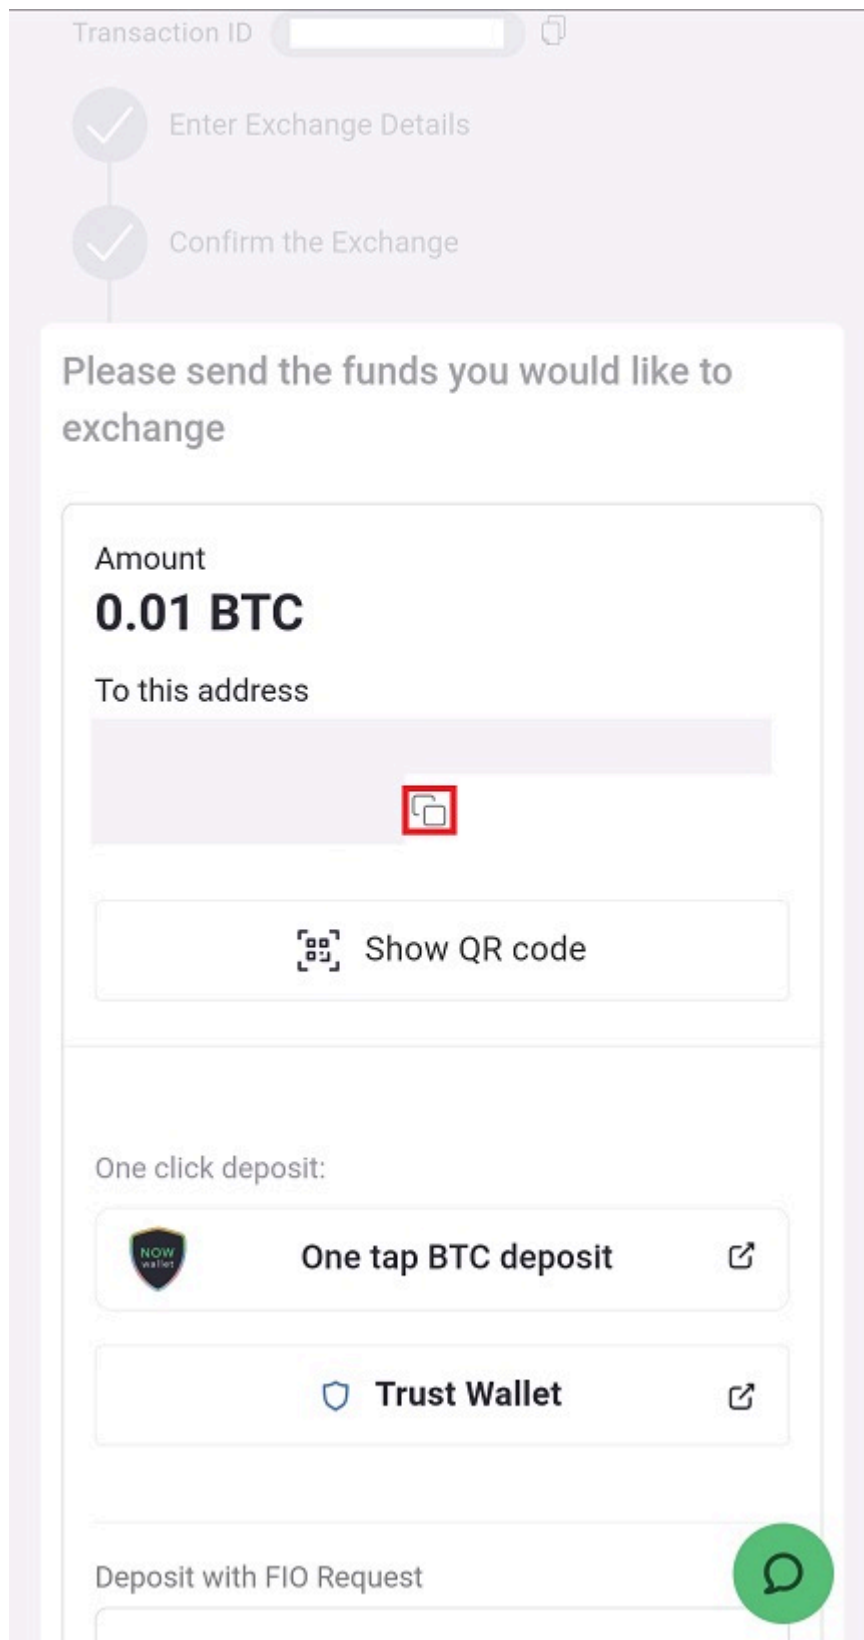 Transaction ID
Enter Exchange Details
Confirm the Exchange
Please send the funds you would like to
exchange
Amount
0.01 BTC
To this address
Show QR code
One click deposit:
NOW
wallet
One tap BTC deposit
Trust Wallet
Deposit with FIO Request